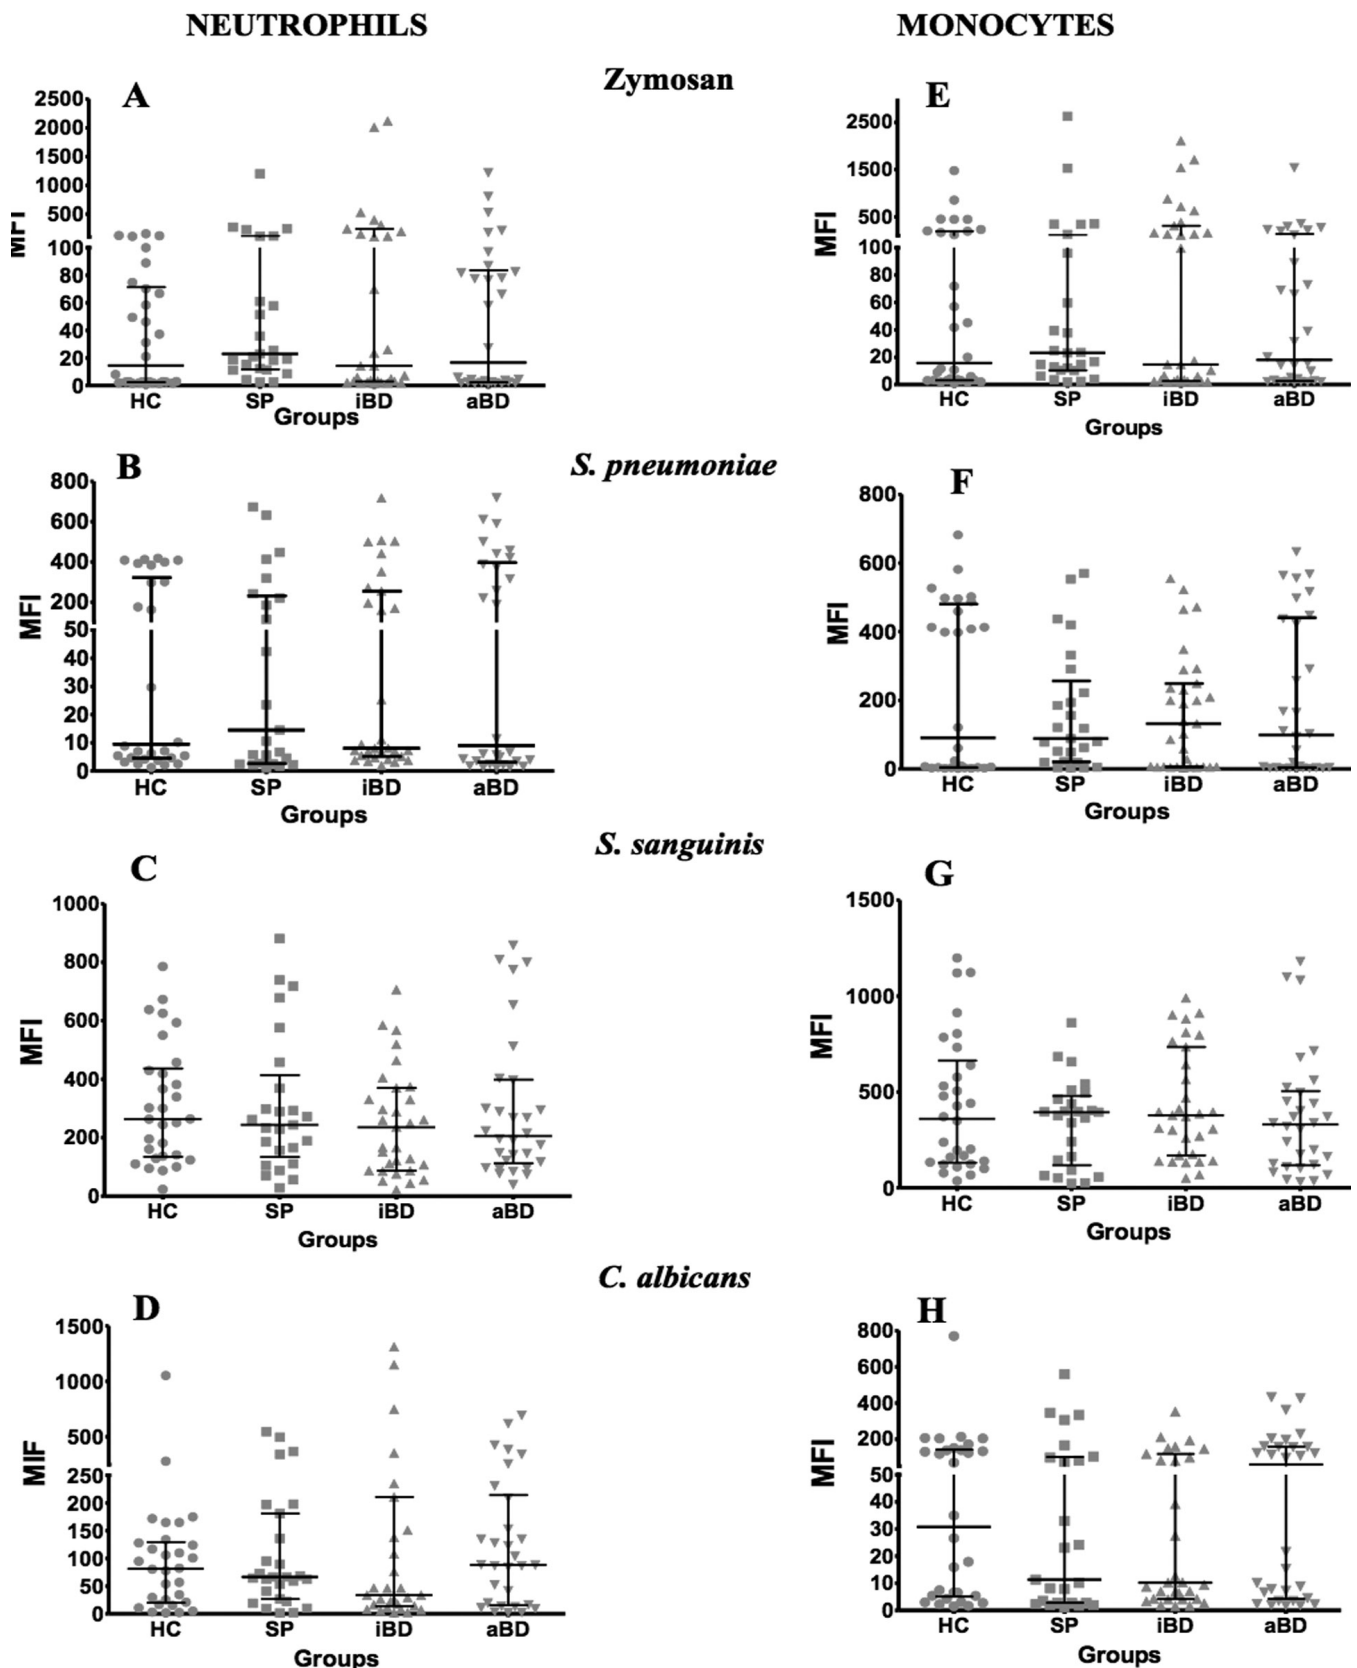 NEUTROPHILS MONOCYTES
Zymosan
A
2500
2000
1500
1000
500
100
80
60
40
20
0
MFI
HC SP iBD aBD
Groups
E
2500
1500
500
100
80
60
40
20
0
MFI
HC SP iBD aBD
Groups
S. pneumoniae
B
800
600
400
200
50
40
30
20
10
0
MFI
HC SP iBD aBD
Groups
F
800
600
400
200
0
MFI
HC SP iBD aBD
Groups
S. sanguinis
C
1000
800
600
400
200
0
MFI
HC SP iBD aBD
Groups
G
1500
1000
500
0
MFI
HC SP iBD aBD
Groups
C. albicans
D
1500
1000
500
250
200
150
100
50
0
MIF
HC SP iBD aBD
Groups
H
800
600
400
200
50
40
30
20
10
0
MFI
HC SP iBD aBD
Groups